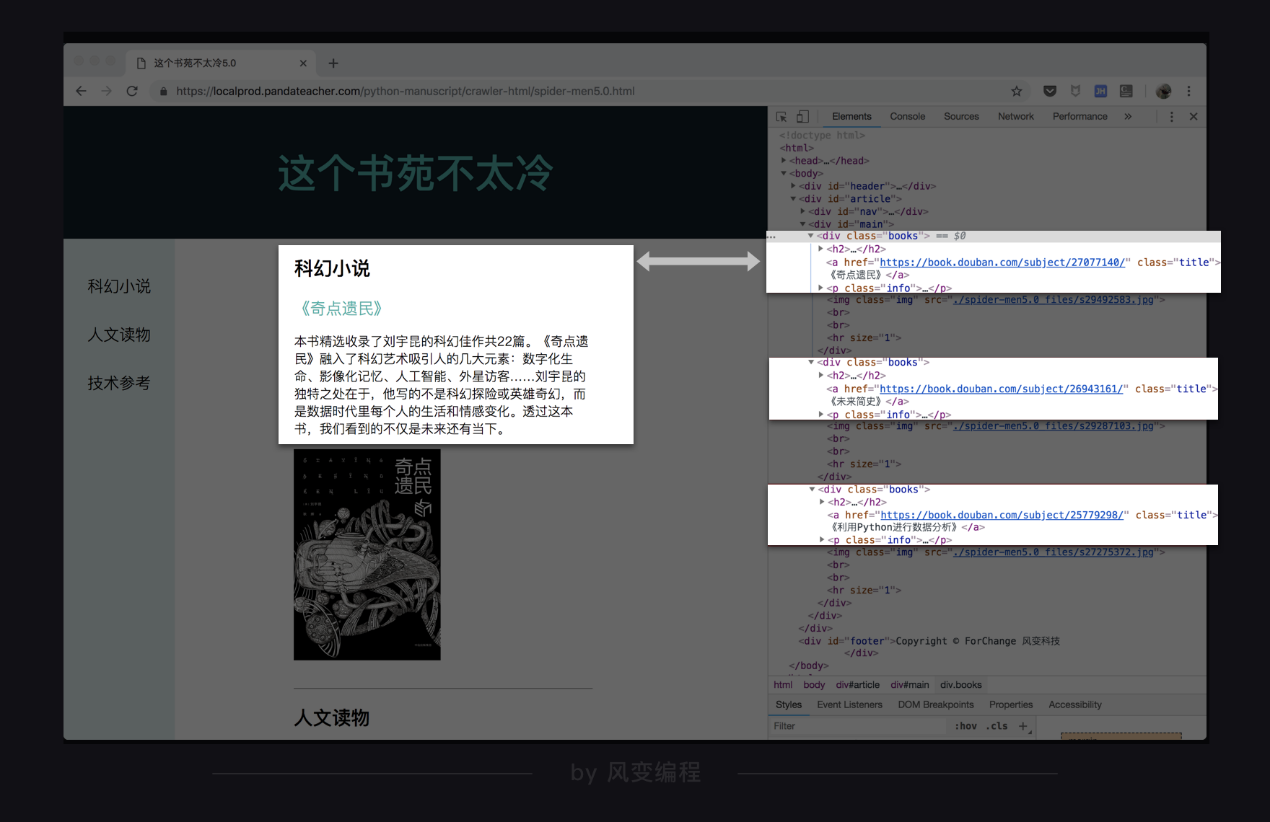 这个书苑不太冷5.0
https://localprod.pandateacher.com/python-manuscript/crawler-html/spider-men5.0.html
这个书苑不太冷
科幻小说
人文读物
技术参考
科幻小说
《奇点遗民》
本书精选收录了刘宇昆的科幻佳作共22篇。《奇点遗
民》融入了科幻艺术吸引人的几大元素：数字化生
命、影像化记忆、人工智能、外星访客……刘宇昆的
独特之处在于，他写的不是科幻探险或英雄奇幻，而
是数据时代里每个人的生活和情感变化。透过这本
书，我们看到的不仅是未来还有当下。
奇点
遗民
人文读物
Elements Console Sources Network Performance »
<!doctype html>
<html>
<head>…</head>
<body>
<div id="header">…</div>
<div id="article">
<div id="nav">…</div>
<div id="main">
<div class="books"> == $0
<h2>…</h2>
<a href="https://book.douban.com/subject/27077140/" class="title">
《奇点遗民》</a>
<p class="info">…</p>
<img class="img" src="./spider-men5.0_files/s29492583.jpg">
<br>
<br>
<hr size="1">
</div>
<div class="books">
<h2>…</h2>
<a href="https://book.douban.com/subject/26943161/" class="title">
《未来简史》</a>
<p class="info">…</p>
<img class="img" src="./spider-men5.0_files/s29287103.jpg">
<br>
<br>
<hr size="1">
</div>
<div class="books">
<h2>…</h2>
<a href="https://book.douban.com/subject/25779298/" class="title">
《利用Python进行数据分析》</a>
<p class="info">…</p>
<img class="img" src="./spider-men5.0_files/s27275372.jpg">
<br>
<br>
<hr size="1">
</div>
</div>
</div>
<div id="footer">Copyright © ForChange 风变科技
</div>
</body>
html body div#article div#main div.books
Styles Event Listeners DOM Breakpoints Properties Accessibility
Filter :hov .cls +
by 风变编程